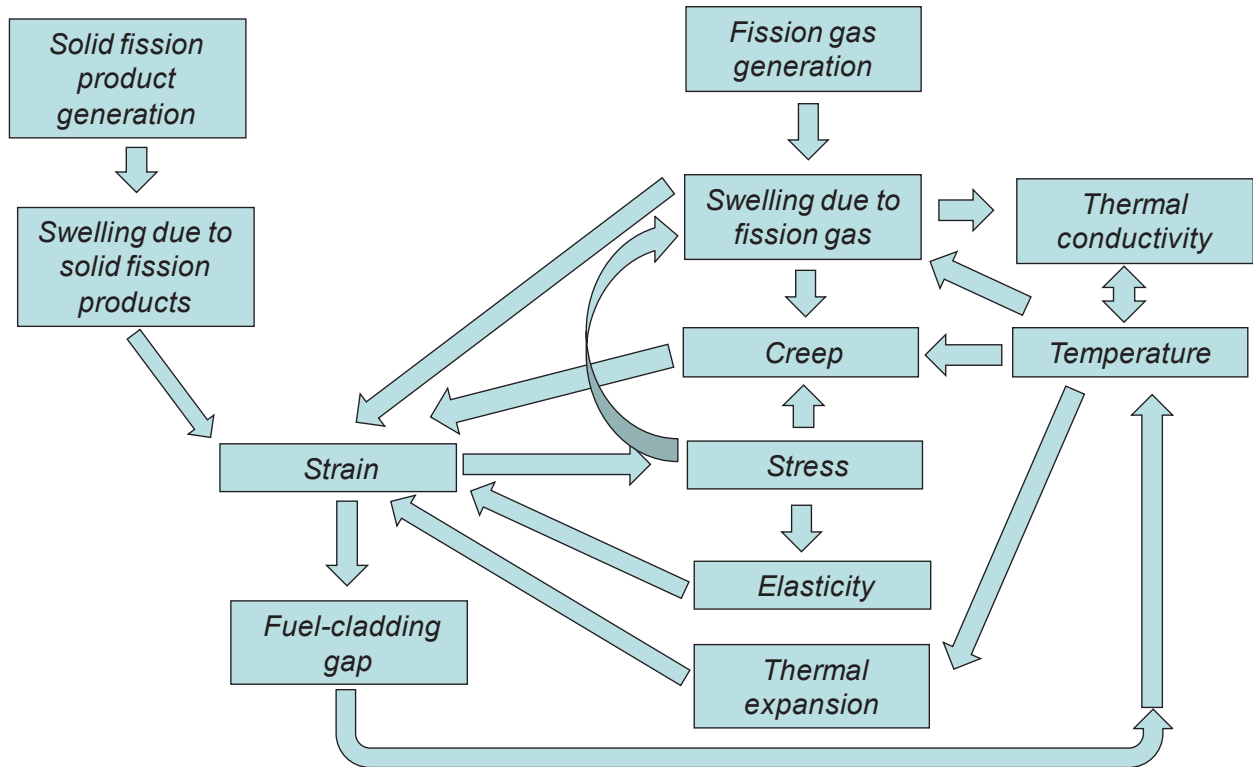 Solid fission
product
generation
Fission gas
generation
Swelling due to
solid fission
products
Swelling due to
fission gas
Thermal
conductivity
Creep
Temperature
Strain
Stress
Elasticity
Fuel-cladding
gap
Thermal
expansion